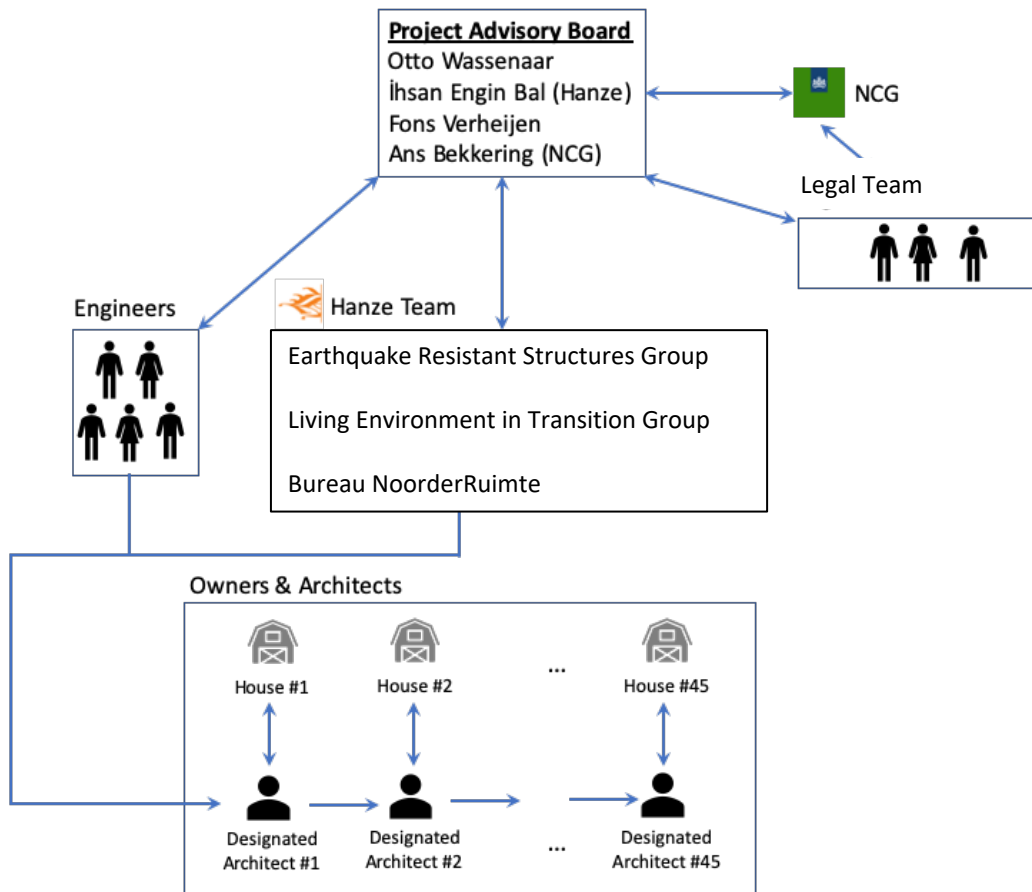 Project Advisory Board
Otto Wassenaar
İhsan Engin Bal (Hanze)
Fons Verheijen
Ans Bekkering (NCG)
NCG
Legal Team
Engineers
Hanze Team
Earthquake Resistant Structures Group
Living Environment in Transition Group
Bureau NoorderRuimte
Owners & Architects
House #1
House #2
...
House #45
Designated
Architect #1
Designated
Architect #2
...
Designated
Architect #45